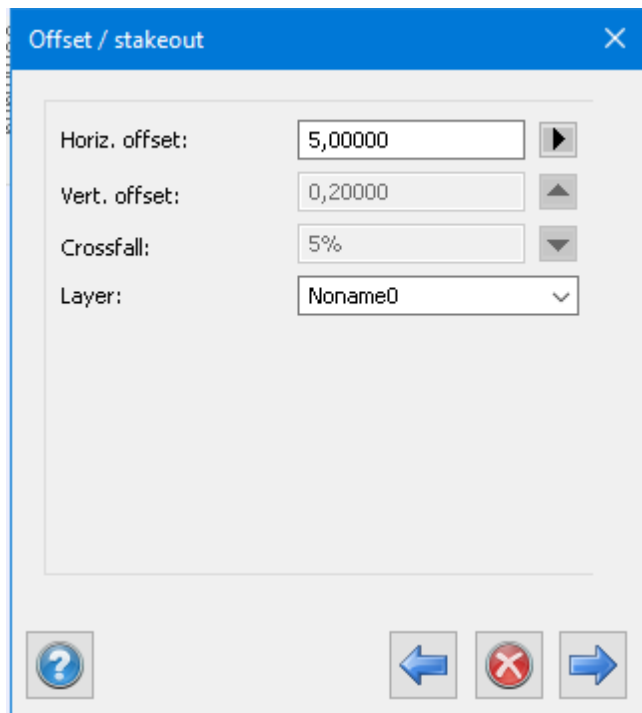 Offset / stakeout
Horiz. offset: 5,00000
Vert. offset: 0,20000
Crossfall: 5%
Layer: Noname0